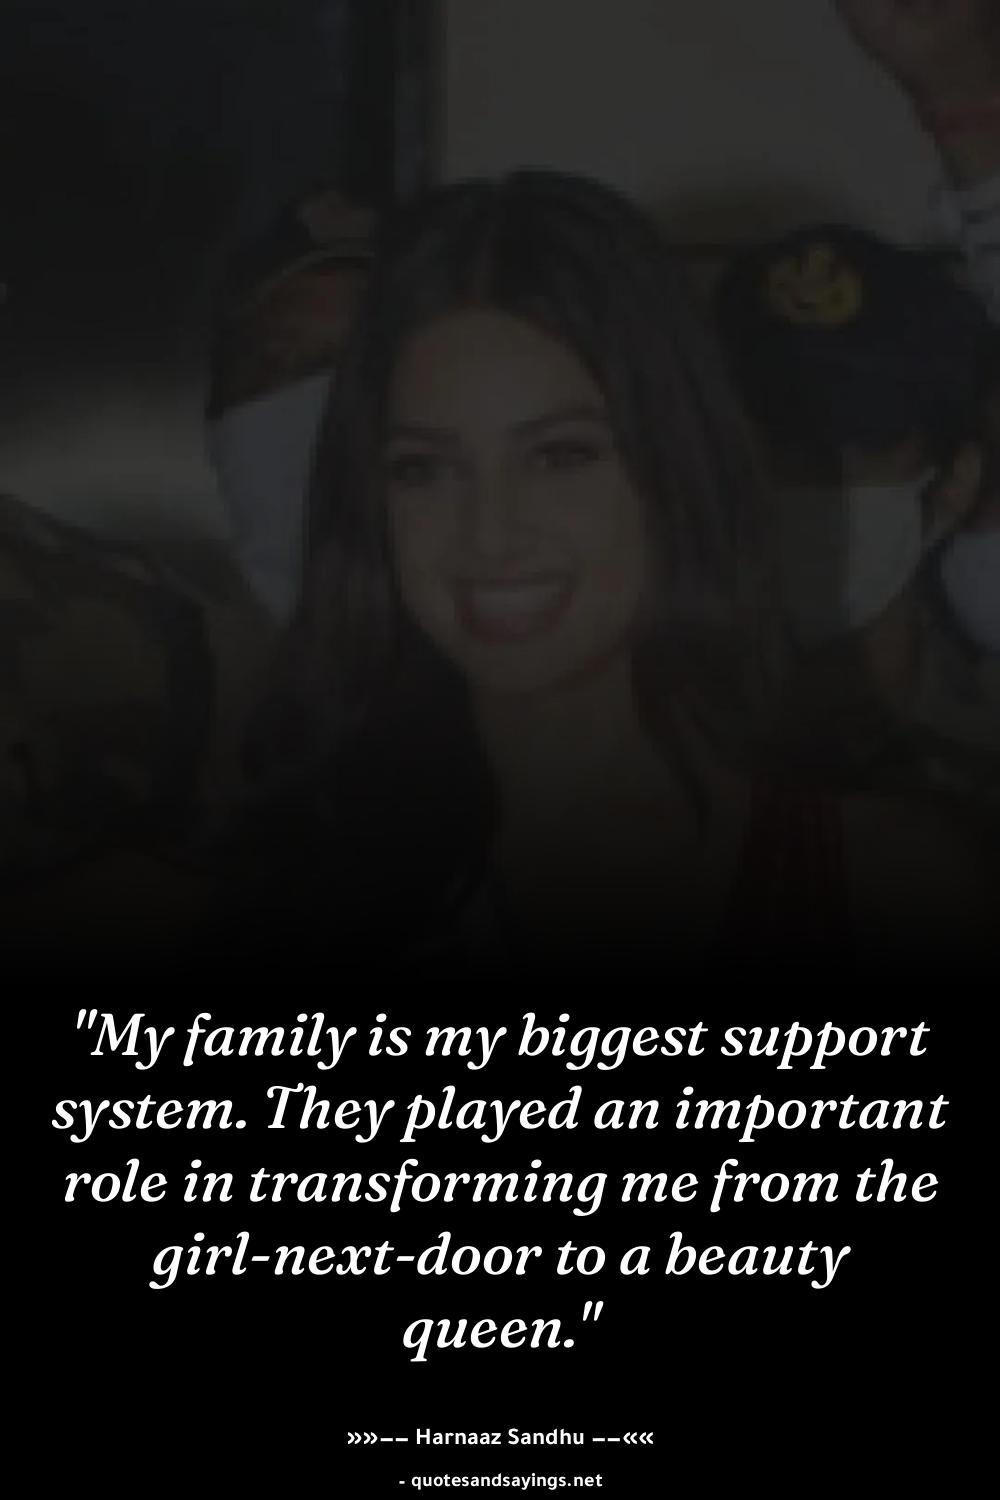 "My family is my biggest support
system. They played an important
role in transforming me from the
girl-next-door to a beauty
queen."
»»−− Harnaaz Sandhu −−««
- quotesandsayings.net